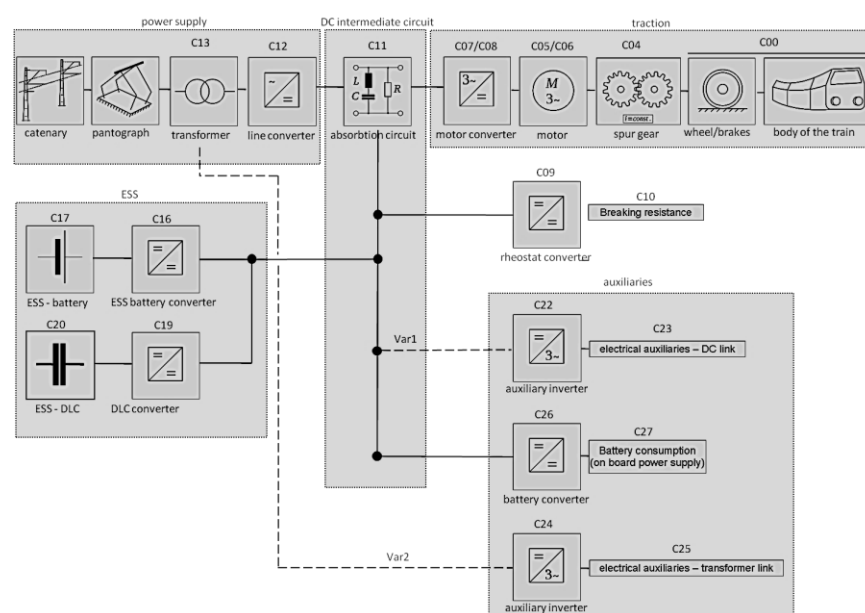 power supply
DC intermediate circuit
traction
C13
C12
C11
C07/C08
C05/C06
C04
C00
~
=
L
C
R
3~
=
M
3~
Im const.
catenary
pantograph
transformer
line converter
absorbtion circuit
motor converter
motor
spur gear
wheel/brakes
body of the train
ESS
C09
C10
=
=
Breaking resistance
rheostat converter
C17
C16
=
=
ESS - battery
ESS battery converter
auxiliaries
C20
C19
=
=
ESS - DLC
DLC converter
Var1
C22
C23
=
3~
electrical auxiliaries – DC link
auxiliary inverter
C26
C27
=
=
Battery consumption
(on board power supply)
battery converter
C24
C25
Var2
=
3~
electrical auxiliaries – transformer link
auxiliary inverter